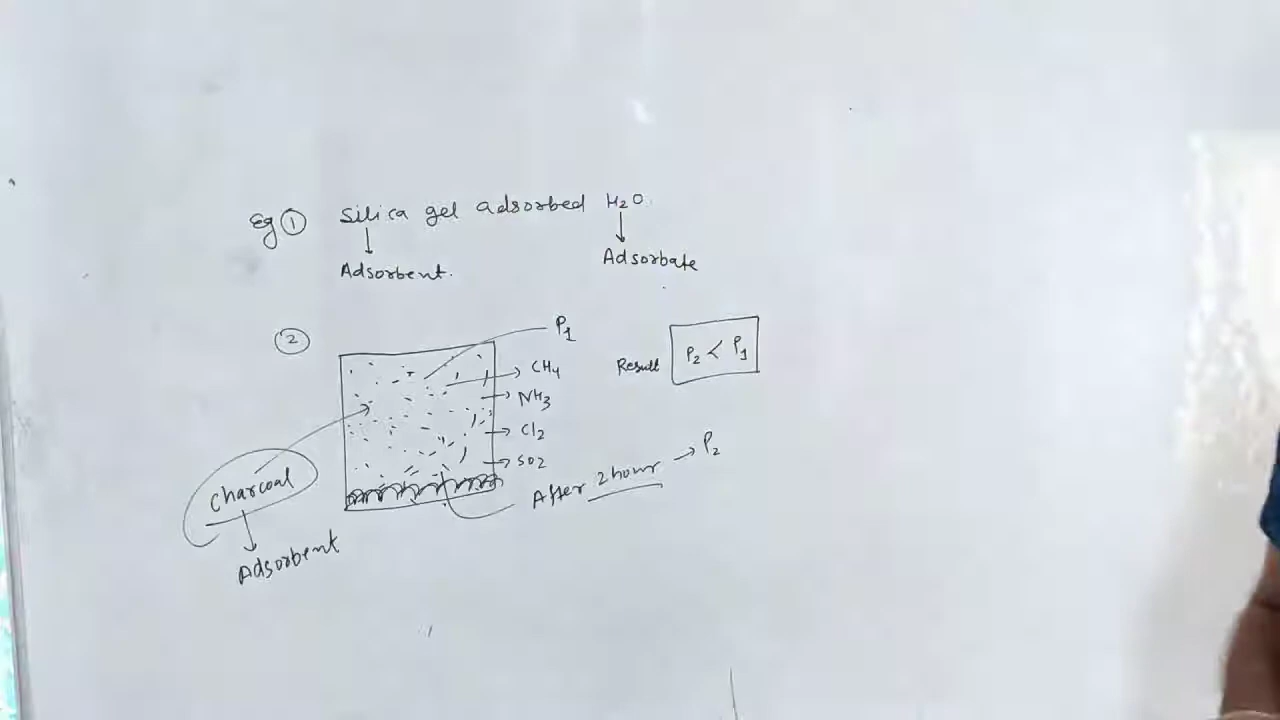 Eg ① Silica gel adsorbed H₂O.
↓ ↓
Adsorbent. Adsorbate
②
P₁
→ CH₄
→ NH₃
→ Cl₂
→ SO₂
Result P₂ < P₁
After 2 hour → P₂
Charcoal
↓
Adsorbent